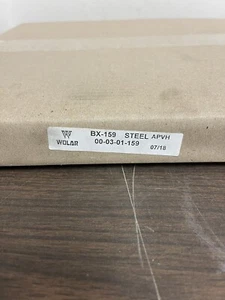 BX-159 STEEL APVH
WOLAR 00-03-01-159 07/18